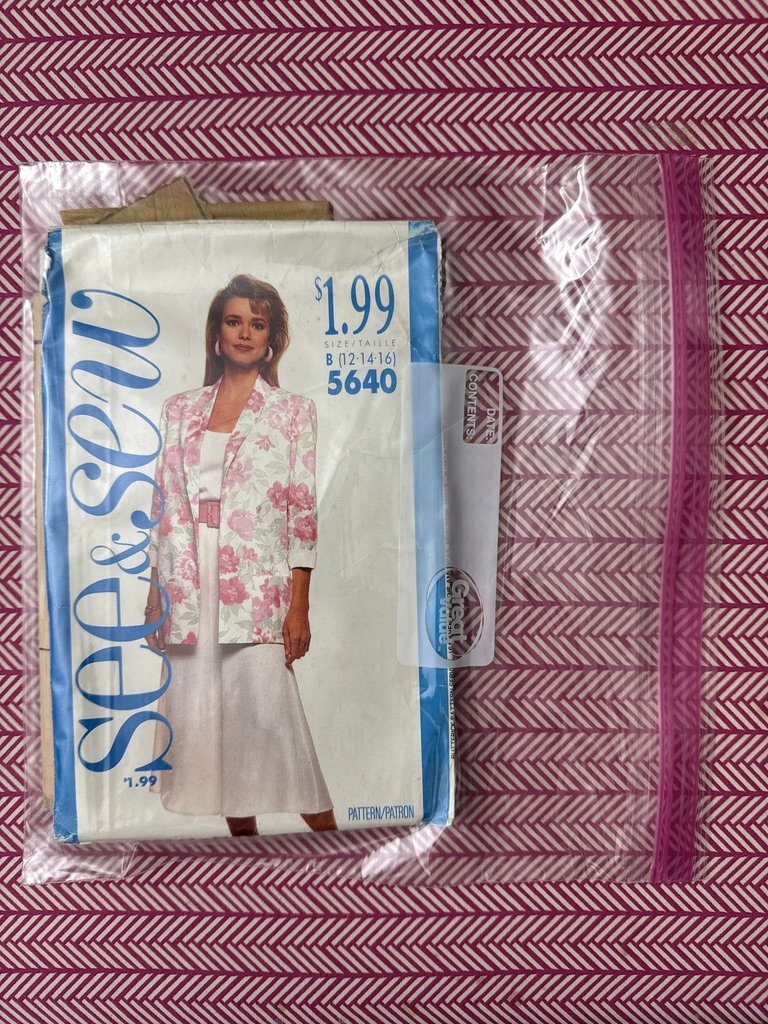 see & sew
$1.99
$1.99
SIZE/TAILLE
B (12-14-16)
5640
DATE:
CONTENTS:
Great
Value
PATTERN/PATRON